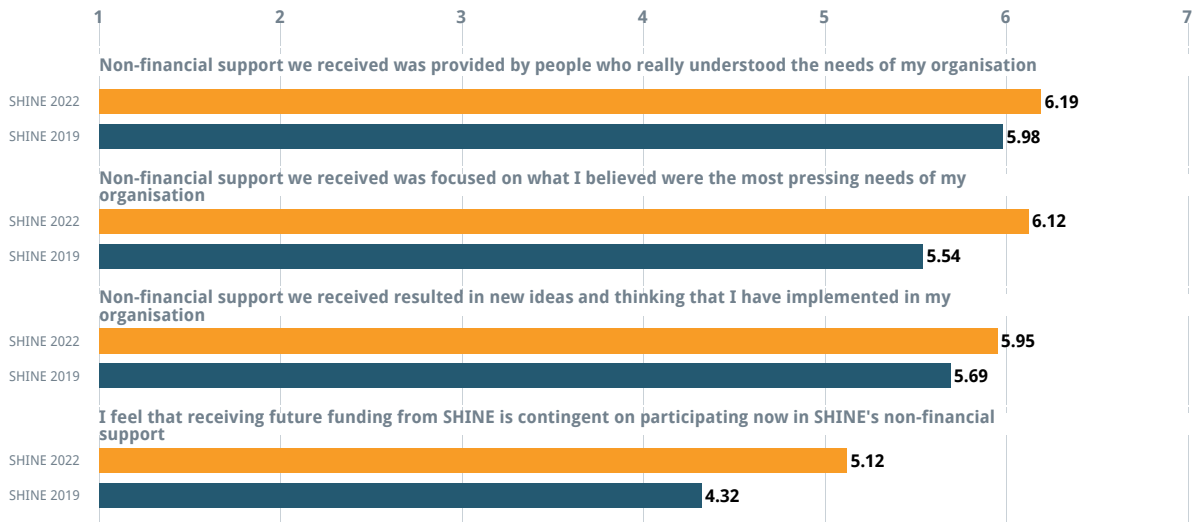 1 2 3 4 5 6 7
Non-financial support we received was provided by people who really understood the needs of my organisation
SHINE 2022 6.19
SHINE 2019 5.98
Non-financial support we received was focused on what I believed were the most pressing needs of my
organisation
SHINE 2022 6.12
SHINE 2019 5.54
Non-financial support we received resulted in new ideas and thinking that I have implemented in my
organisation
SHINE 2022 5.95
SHINE 2019 5.69
I feel that receiving future funding from SHINE is contingent on participating now in SHINE's non-financial
support
SHINE 2022 5.12
SHINE 2019 4.32